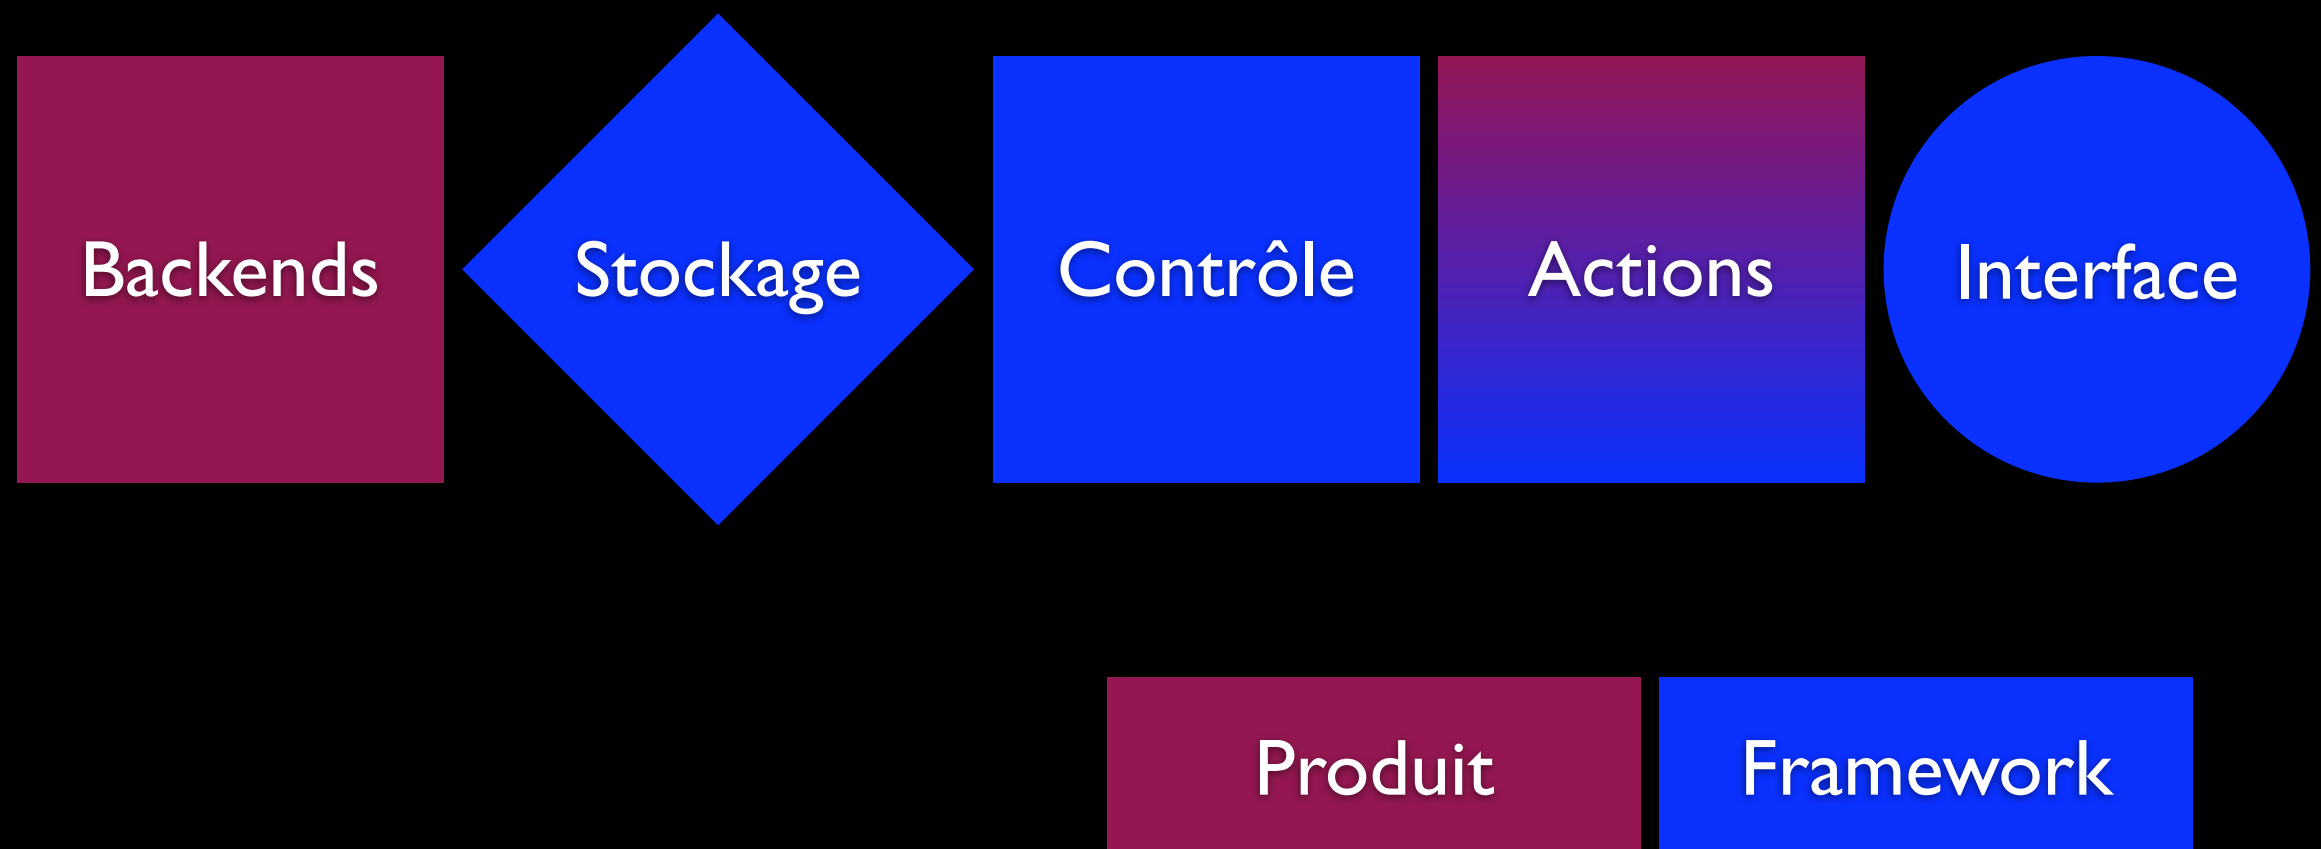 Backends
Stockage
Contrôle
Actions
Interface
Produit
Framework